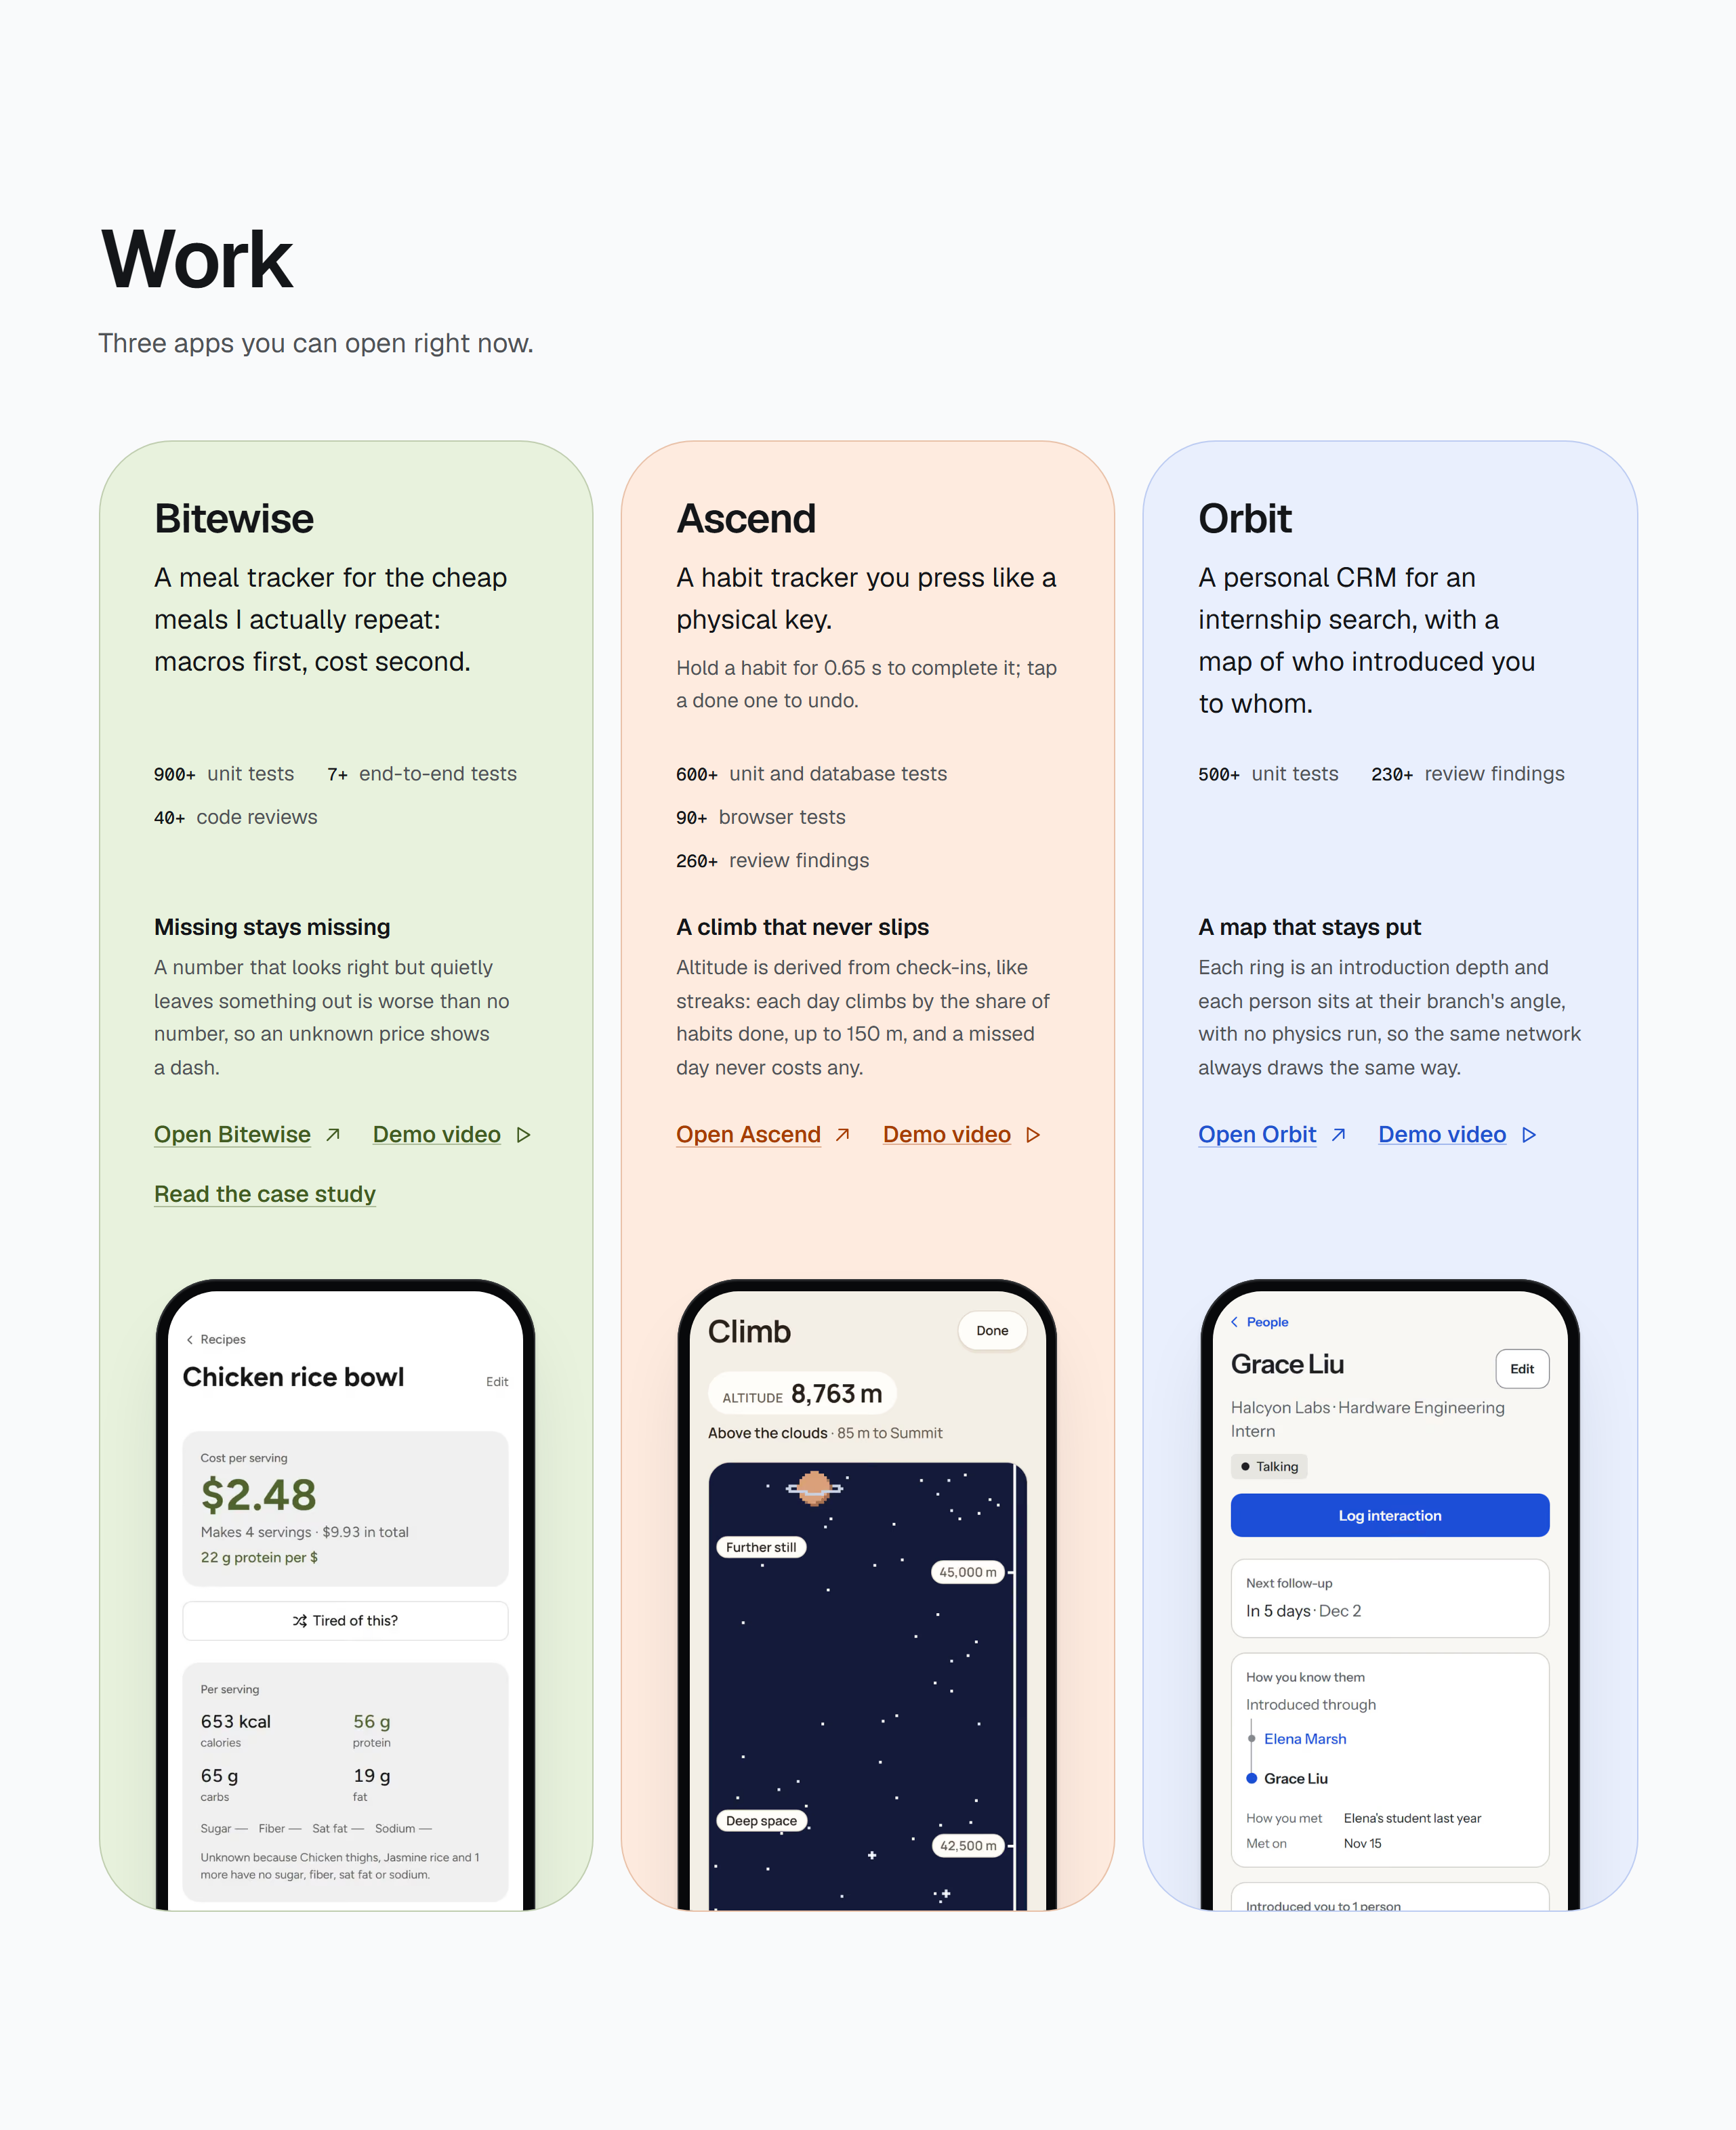 Work
Three apps you can open right now.
Bitewise
A meal tracker for the cheap
meals I actually repeat:
macros first, cost second.
900+ unit tests 7+ end-to-end tests
40+ code reviews
Missing stays missing
A number that looks right but quietly
leaves something out is worse than no
number, so an unknown price shows
a dash.
Open Bitewise Demo video
Read the case study
Recipes
Chicken rice bowl
Edit
Cost per serving
$2.48
Makes 4 servings · $9.93 in total
22 g protein per $
Tired of this?
Per serving
653 kcal 56 g
calories protein
65 g 19 g
carbs fat
Sugar — Fiber — Sat fat — Sodium —
Unknown because Chicken thighs, Jasmine rice and 1
more have no sugar, fiber, sat fat or sodium.
Ascend
A habit tracker you press like a
physical key.
Hold a habit for 0.65 s to complete it; tap
a done one to undo.
600+ unit and database tests
90+ browser tests
260+ review findings
A climb that never slips
Altitude is derived from check-ins, like
streaks: each day climbs by the share of
habits done, up to 150 m, and a missed
day never costs any.
Open Ascend Demo video
Climb
Done
ALTITUDE 8,763 m
Above the clouds · 85 m to Summit
Further still
45,000 m
Deep space
42,500 m
Orbit
A personal CRM for an
internship search, with a
map of who introduced you
to whom.
500+ unit tests 230+ review findings
A map that stays put
Each ring is an introduction depth and
each person sits at their branch's angle,
with no physics run, so the same network
always draws the same way.
Open Orbit Demo video
People
Grace Liu
Edit
Halcyon Labs · Hardware Engineering
Intern
Talking
Log interaction
Next follow-up
In 5 days · Dec 2
How you know them
Introduced through
Elena Marsh
Grace Liu
How you met Elena's student last year
Met on Nov 15
Introduced you to 1 person